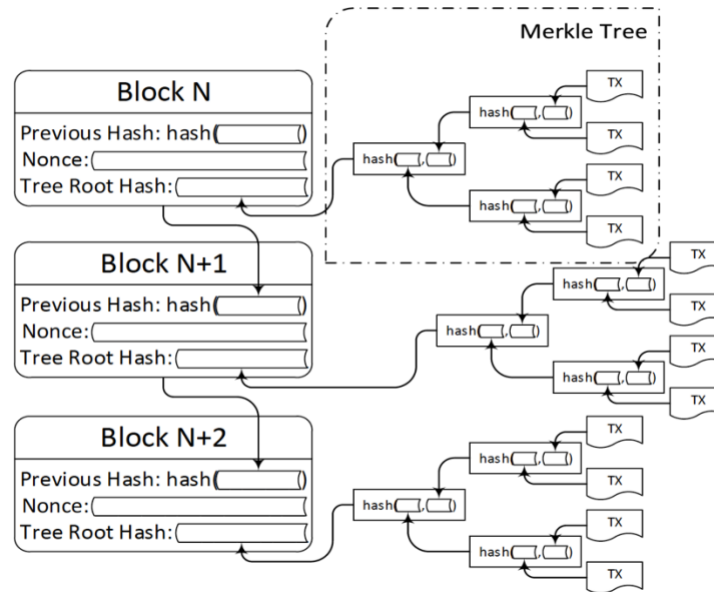 Merkle Tree
Block N
Previous Hash: hash()
Nonce:
Tree Root Hash:
hash( , )
hash( , )
TX
TX
hash( , )
TX
TX
Block N+1
Previous Hash: hash()
Nonce:
Tree Root Hash:
hash( , )
hash( , )
TX
TX
hash( , )
TX
TX
Block N+2
Previous Hash: hash()
Nonce:
Tree Root Hash:
hash( , )
hash( , )
TX
TX
hash( , )
TX
TX